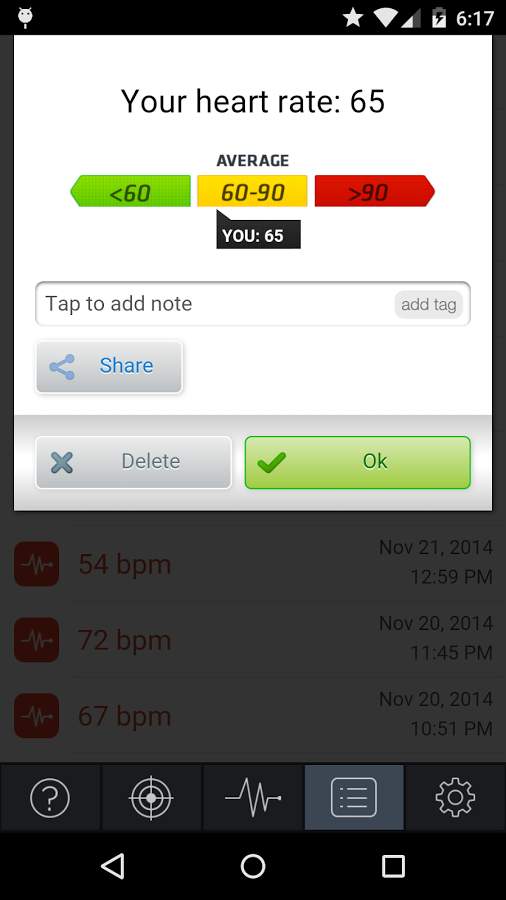 6:17
Your heart rate: 65
AVERAGE
<60 60-90 >90
YOU: 65
Tap to add note add tag
Share
Delete Ok
54 bpm Nov 21, 2014
12:59 PM
72 bpm Nov 20, 2014
11:45 PM
67 bpm Nov 20, 2014
10:51 PM
?